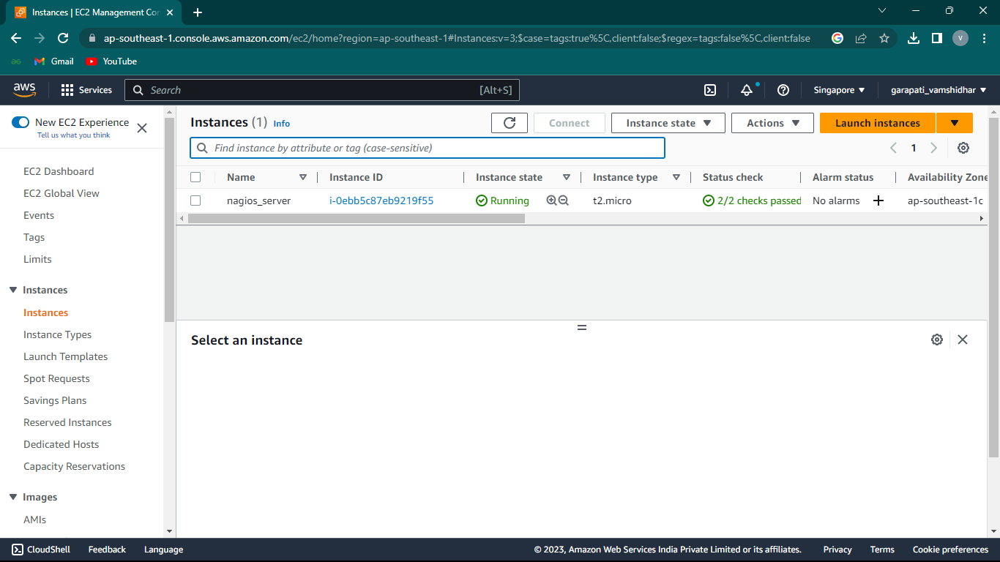 Instances | EC2 Management Con
ap-southeast-1.console.aws.amazon.com/ec2/home?region=ap-southeast-1#Instances:v=3;$case=tags:true%5C,client:false;$regex=tags:false%5C,client:false
V
Gmail YouTube
aws Services Search [Alt+S] Singapore garapati_vamshidhar
New EC2 Experience
Tell us what you think
EC2 Dashboard
EC2 Global View
Events
Tags
Limits
Instances
Instances
Instance Types
Launch Templates
Spot Requests
Savings Plans
Reserved Instances
Dedicated Hosts
Capacity Reservations
Images
AMIs
Instances (1) Info Connect Instance state Actions Launch instances
Find instance by attribute or tag (case-sensitive) 1
Name Instance ID Instance state Instance type Status check Alarm status Availability Zone
nagios_server i-0ebb5c87eb9219f55 Running t2.micro 2/2 checks passed No alarms + ap-southeast-1c
Select an instance
CloudShell Feedback Language © 2023, Amazon Web Services India Private Limited or its affiliates. Privacy Terms Cookie preferences